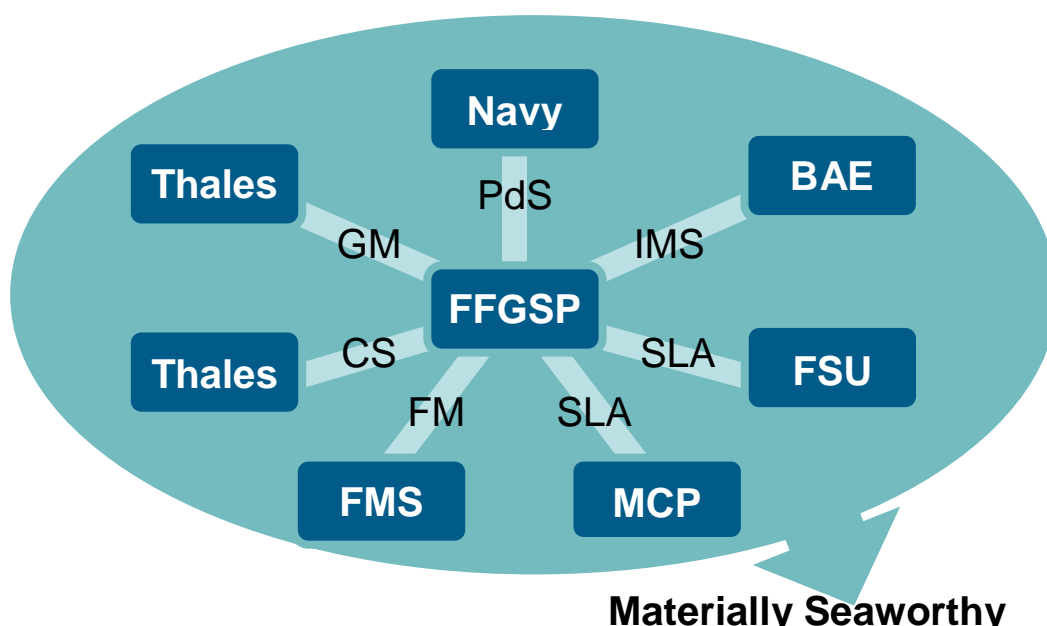 Navy
Thales
BAE
PdS
GM
IMS
FFGSP
CS
SLA
Thales
FSU
FM
SLA
FMS
MCP
Materially Seaworthy